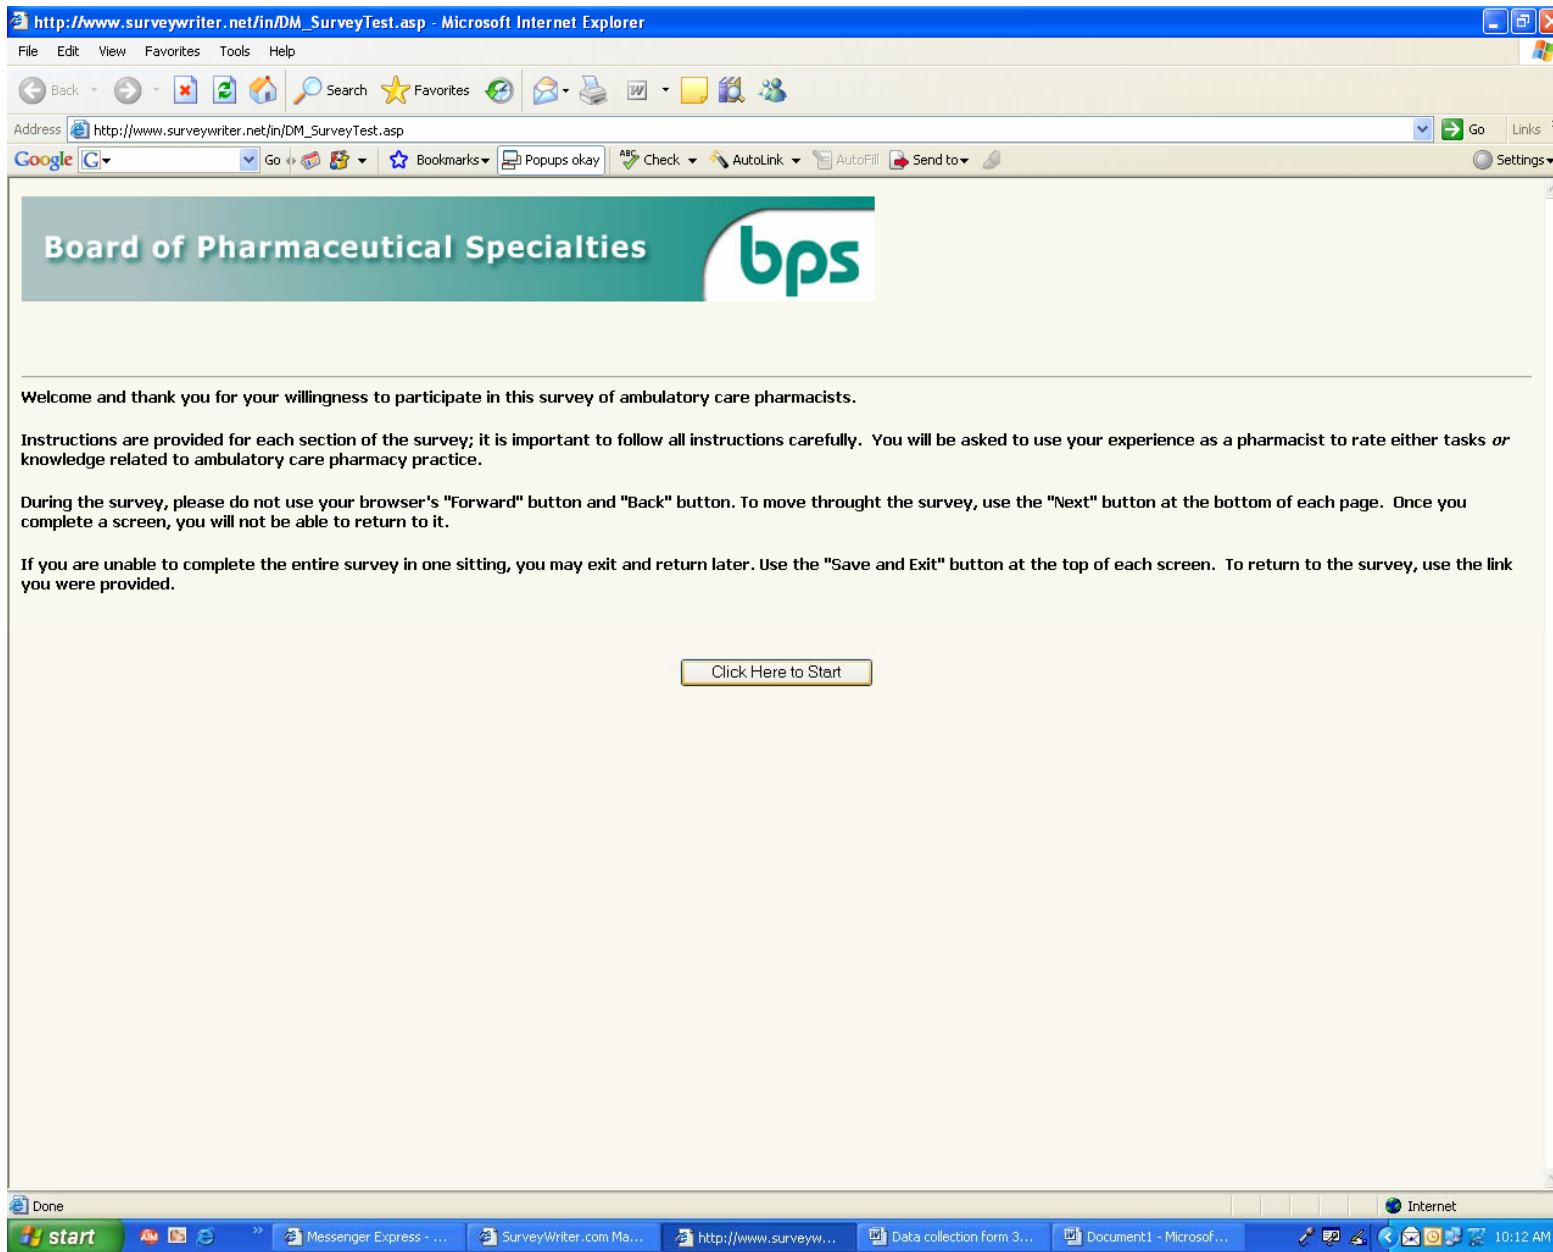 http://www.surveywriter.net/in/DM_SurveyTest.asp - Microsoft Internet Explorer
File Edit View Favorites Tools Help
Back Search Favorites
Address http://www.surveywriter.net/in/DM_SurveyTest.asp Go Links
Google G Go Bookmarks Popups okay ABC Check AutoLink AutoFill Send to Settings
Board of Pharmaceutical Specialties bps
Welcome and thank you for your willingness to participate in this survey of ambulatory care pharmacists.
Instructions are provided for each section of the survey; it is important to follow all instructions carefully. You will be asked to use your experience as a pharmacist to rate either tasks or
knowledge related to ambulatory care pharmacy practice.
During the survey, please do not use your browser's "Forward" button and "Back" button. To move throught the survey, use the "Next" button at the bottom of each page. Once you
complete a screen, you will not be able to return to it.
If you are unable to complete the entire survey in one sitting, you may exit and return later. Use the "Save and Exit" button at the top of each screen. To return to the survey, use the link
you were provided.
Click Here to Start
Done Internet
start Messenger Express - ... SurveyWriter.com Ma... http://www.surveyw... Data collection form 3... Document1 - Microsof... 10:12 AM